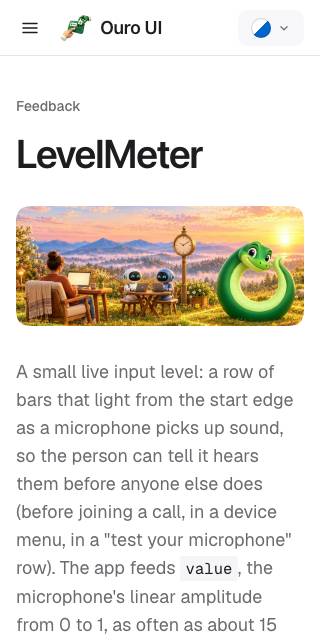 Ouro UI
Feedback
LevelMeter
A small live input level: a row of
bars that light from the start edge
as a microphone picks up sound,
so the person can tell it hears
them before anyone else does
(before joining a call, in a device
menu, in a "test your microphone"
row). The app feeds value, the
microphone's linear amplitude
from 0 to 1, as often as about 15